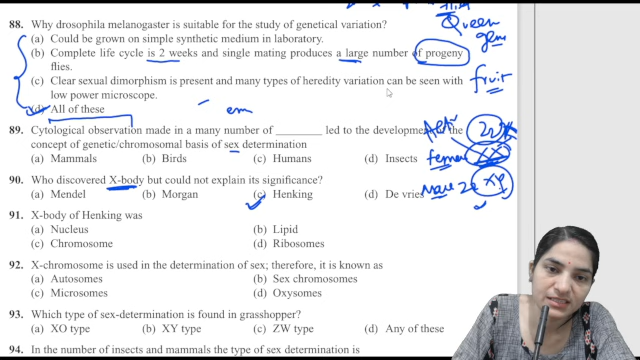 Queen
gene
88. Why drosophila melanogaster is suitable for the study of genetical variation?
(a) Could be grown on simple synthetic medium in laboratory.
(b) Complete life cycle is 2 weeks and single mating produces a large number of progeny
flies.
(c) Clear sexual dimorphism is present and many types of heredity variation can be seen with
low power microscope.
fruit
(d) All of these
89. Cytological observation made in a many number of ________ led to the development of the
concept of genetic/chromosomal basis of sex determination
(a) Mammals (b) Birds (c) Humans (d) Insects
female XX
90. Who discovered X-body but could not explain its significance?
(a) Mendel (b) Morgan (c) Henking (d) De vries
male XY
91. X-body of Henking was
(a) Nucleus (b) Lipid
(c) Chromosome (d) Ribosomes
92. X-chromosome is used in the determination of sex; therefore, it is known as
(a) Autosomes (b) Sex chromosomes
(c) Microsomes (d) Oxysomes
93. Which type of sex-determination is found in grasshopper?
(a) XO type (b) XY type (c) ZW type (d) Any of these
94. In the number of insects and mammals the type of sex determination is